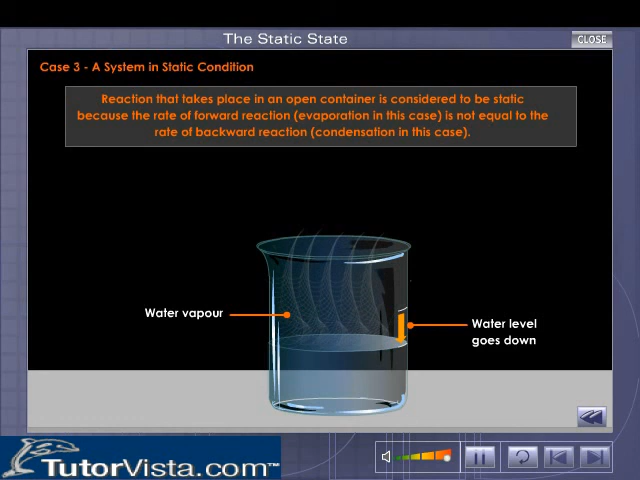 The Static State
CLOSE
Case 3 - A System in Static Condition
Reaction that takes place in an open container is considered to be static
because the rate of forward reaction (evaporation in this case) is not equal to the
rate of backward reaction (condensation in this case).
Water vapour
Water level
goes down
TutorVista.com™